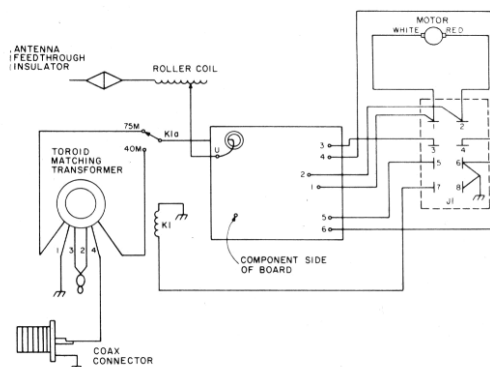 ANTENNA
FEEDTHROUGH
INSULATOR
ROLLER COIL
MOTOR
WHITE
RED
75M
K1a
40M
TOROID
MATCHING
TRANSFORMER
U
3
4
2
1
5
6
1
2
3
4
5
6
7
8
J1
K1
1
3
2
4
COMPONENT SIDE
OF BOARD
COAX
CONNECTOR